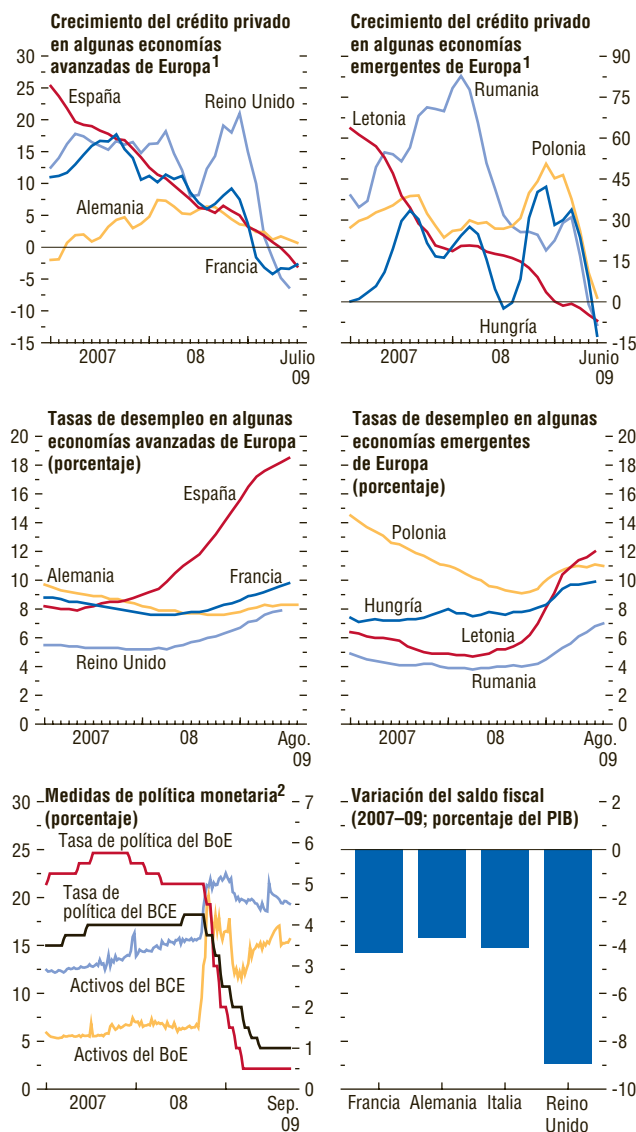 Crecimiento del crédito privado
en algunas economías
avanzadas de Europa1
30
25
20
15
10
5
0
-5
-10
-15
España
Reino Unido
Alemania
Francia
2007
08
Julio
09
Crecimiento del crédito privado
en algunas economías
emergentes de Europa1
90
75
60
45
30
15
0
-15
Rumania
Letonia
Polonia
Hungría
2007
08
Junio
09
Tasas de desempleo en algunas
economías avanzadas de Europa
(porcentaje)
20
18
16
14
12
10
8
6
4
2
0
España
Alemania
Francia
Reino Unido
2007
08
Ago.
09
Tasas de desempleo en algunas
economías emergentes
de Europa
(porcentaje)
20
18
16
14
12
10
8
6
4
2
0
Polonia
Hungría
Letonia
Rumania
2007
08
Ago.
09
Medidas de política monetaria2
(porcentaje)
30
25
20
15
10
5
0
7
6
5
4
3
2
1
0
Tasa de política del BoE
Tasa de
política del BCE
Activos del BCE
Activos del BoE
2007
08
Sep.
09
Variación del saldo fiscal
(2007–09; porcentaje del PIB)
2
0
-2
-4
-6
-8
-10
Francia
Alemania
Italia
Reino
Unido